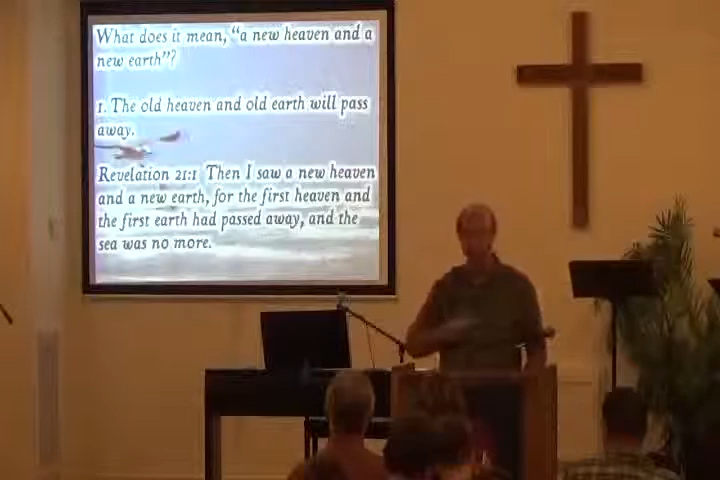 What does it mean, "a new heaven and a
new earth"?
1. The old heaven and old earth will pass
away.
Revelation 21:1 Then I saw a new heaven
and a new earth, for the first heaven and
the first earth had passed away, and the
sea was no more.